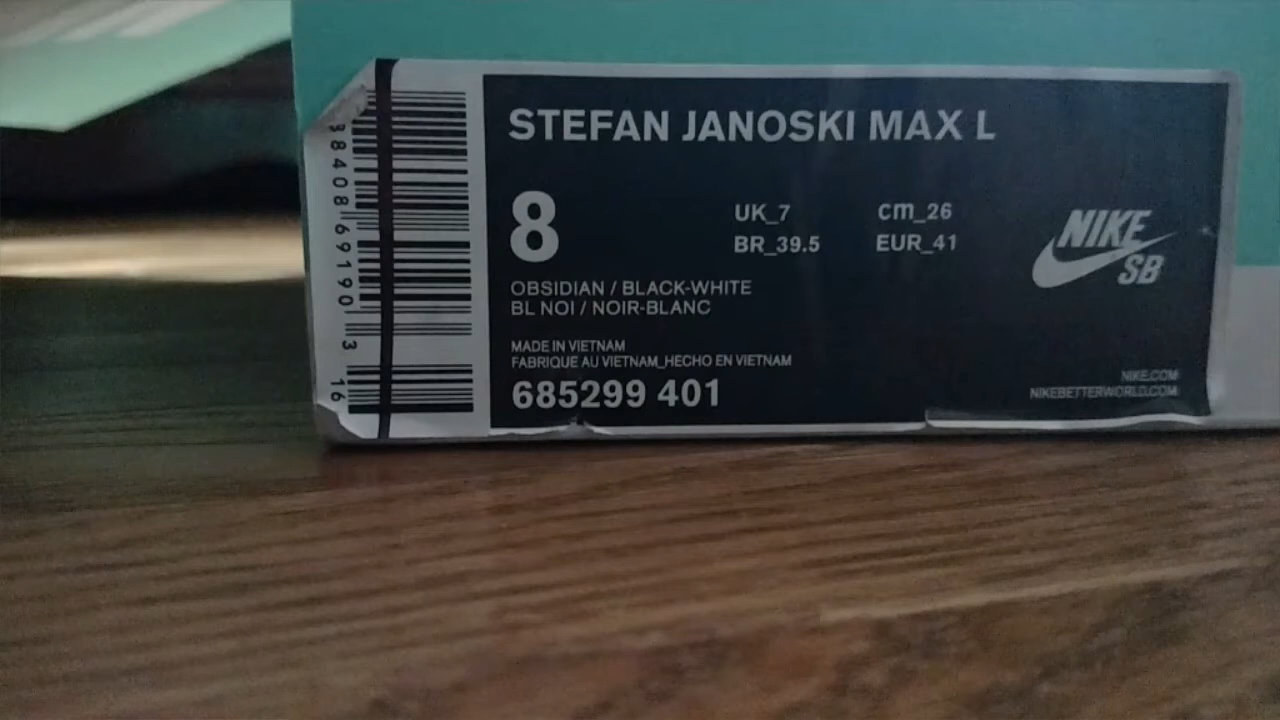 STEFAN JANOSKI MAX L
8
UK_7 cm_26
BR_39.5 EUR_41
NIKE
SB
OBSIDIAN / BLACK-WHITE
BL NOI / NOIR-BLANC
MADE IN VIETNAM
FABRIQUE AU VIETNAM_HECHO EN VIETNAM
685299 401
NIKE.COM
NIKEBETTERWORLD.COM
38408 69190 3
16